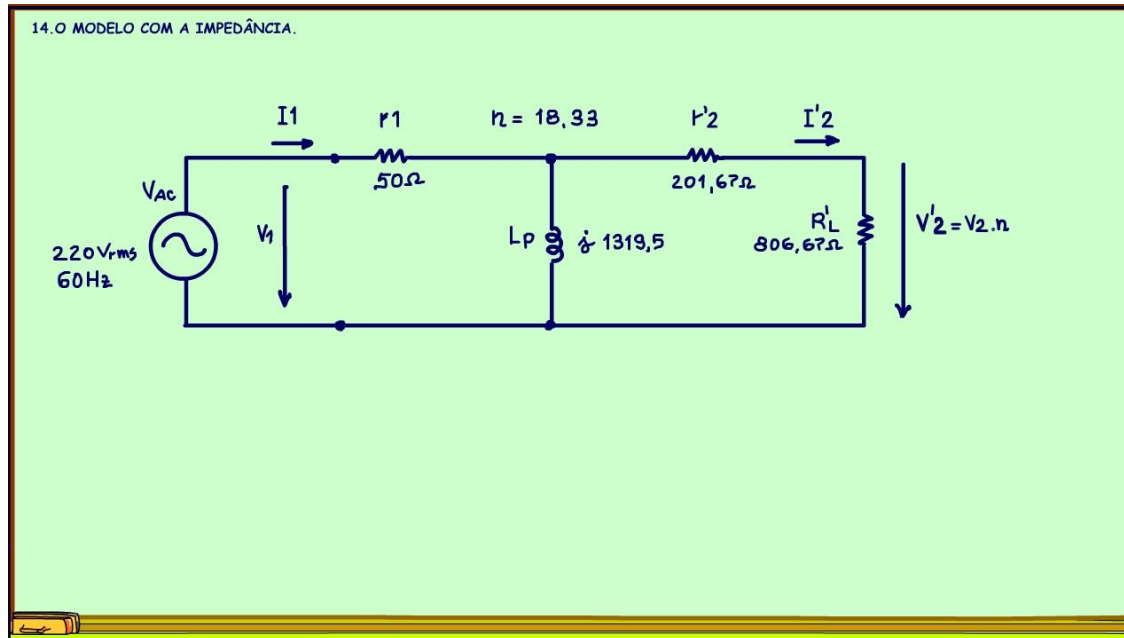 14.O MODELO COM A IMPEDÂNCIA.
I1 r1 n = 18,33 r'2 I'2
50Ω 201,67Ω
VAC
V1 Lp j 1319,5 R'L V'2=V2.n
220Vrms 806,67Ω
60Hz